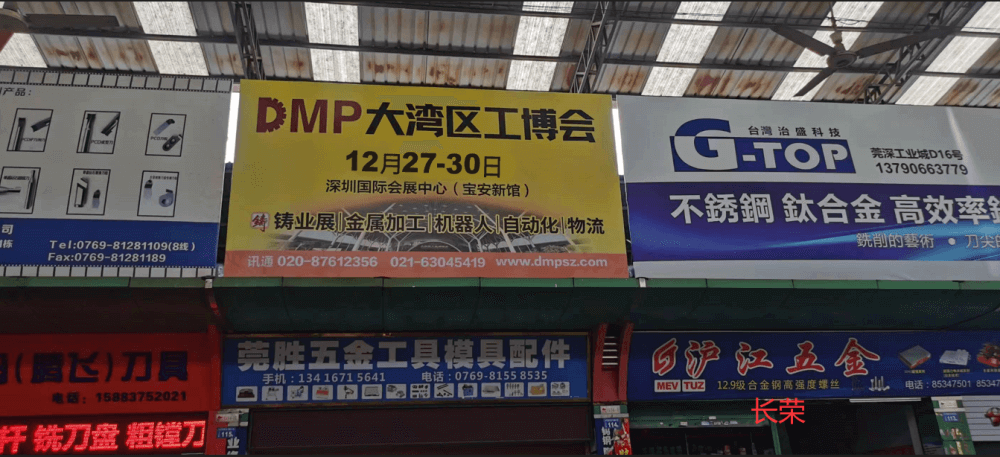 产品：
司
栋
Tel:0769-81281109(8线)
Fax:0769-81281189
DMP大湾区工博会
12月27-30日
深圳国际会展中心（宝安新馆）
铸 铸业展|金属加工|机器人|自动化|物流
讯通 020-87612356 021-63045419 www.dmpsz.com
G-TOP
台灣治盛科技
莞深工业城D16号
13790663779
不銹鋼 鈦合金 高效率
銑削的藝術 • 刀尖的
(腾飞)刀具
电话：15883752021
杆 铣刀盘 粗镗刀
莞胜五金工具模具配件
手机：134 1671 5641 电话：0769-8155 8535
115
沪江五金
MEV TUZ
12.9级合金钢高强度螺丝
电话：85347501 85347
114
长荣